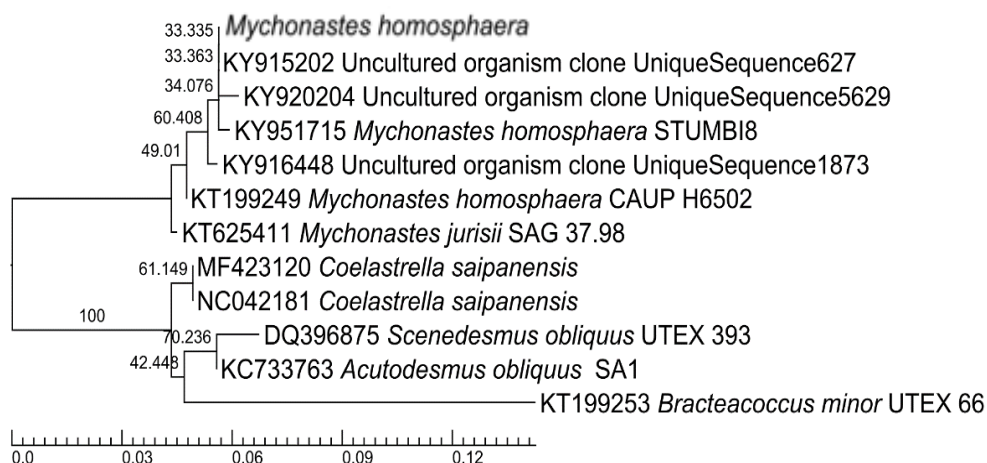 33.335 Mychonastes homosphaera
33.363 KY915202 Uncultured organism clone UniqueSequence627
34.076 KY920204 Uncultured organism clone UniqueSequence5629
60.408 KY951715 Mychonastes homosphaera STUMBI8
49.01 KY916448 Uncultured organism clone UniqueSequence1873
KT199249 Mychonastes homosphaera CAUP H6502
KT625411 Mychonastes jurisii SAG 37.98
61.149 MF423120 Coelastrella saipanensis
NC042181 Coelastrella saipanensis
100
70.236 DQ396875 Scenedesmus obliquus UTEX 393
42.448 KC733763 Acutodesmus obliquus SA1
KT199253 Bracteacoccus minor UTEX 66
0.0 0.03 0.06 0.09 0.12